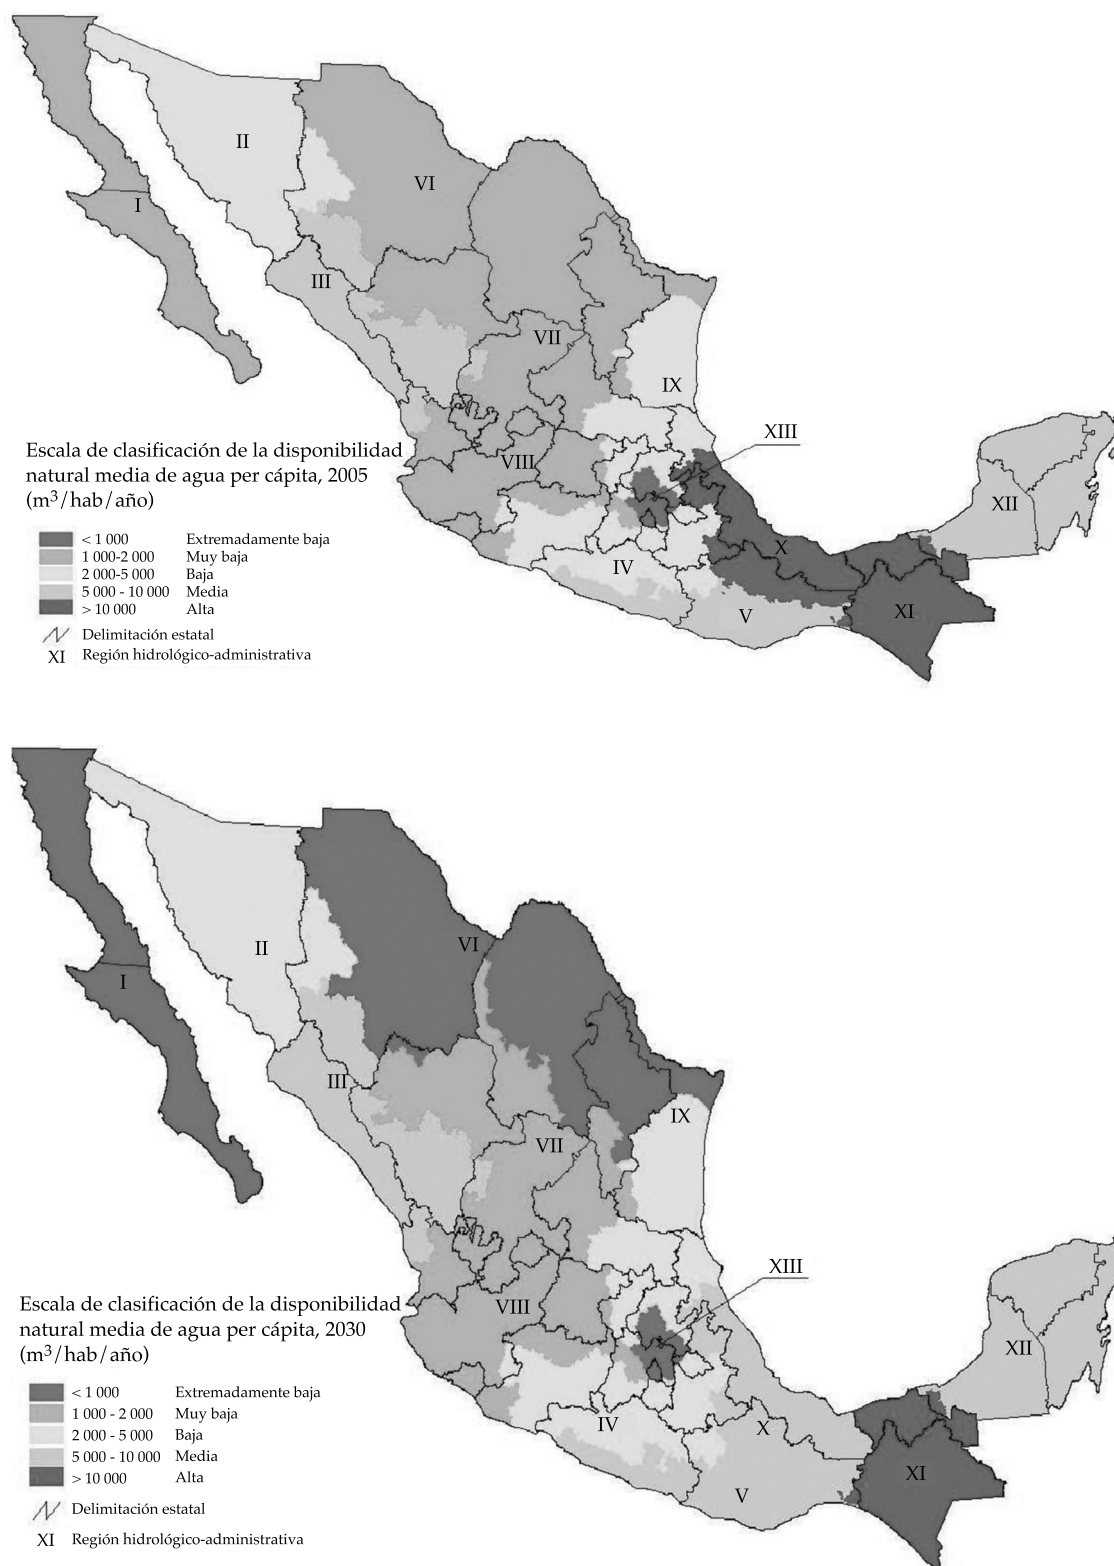 II
VI
I
III
VII
IX
XIII
Escala de clasificación de la disponibilidad
natural media de agua per cápita, 2005
(m³/hab/año)
VIII
XII
< 1 000 Extremadamente baja
1 000-2 000 Muy baja
2 000-5 000 Baja
5 000 - 10 000 Media
> 10 000 Alta
Delimitación estatal
XI Región hidrológico-administrativa
X
IV
V
XI
II
VI
I
III
IX
VII
XIII
Escala de clasificación de la disponibilidad
natural media de agua per cápita, 2030
(m³/hab/año)
VIII
XII
< 1 000 Extremadamente baja
1 000 - 2 000 Muy baja
2 000 - 5 000 Baja
5 000 - 10 000 Media
> 10 000 Alta
Delimitación estatal
XI Región hidrológico-administrativa
IV
X
XI
V